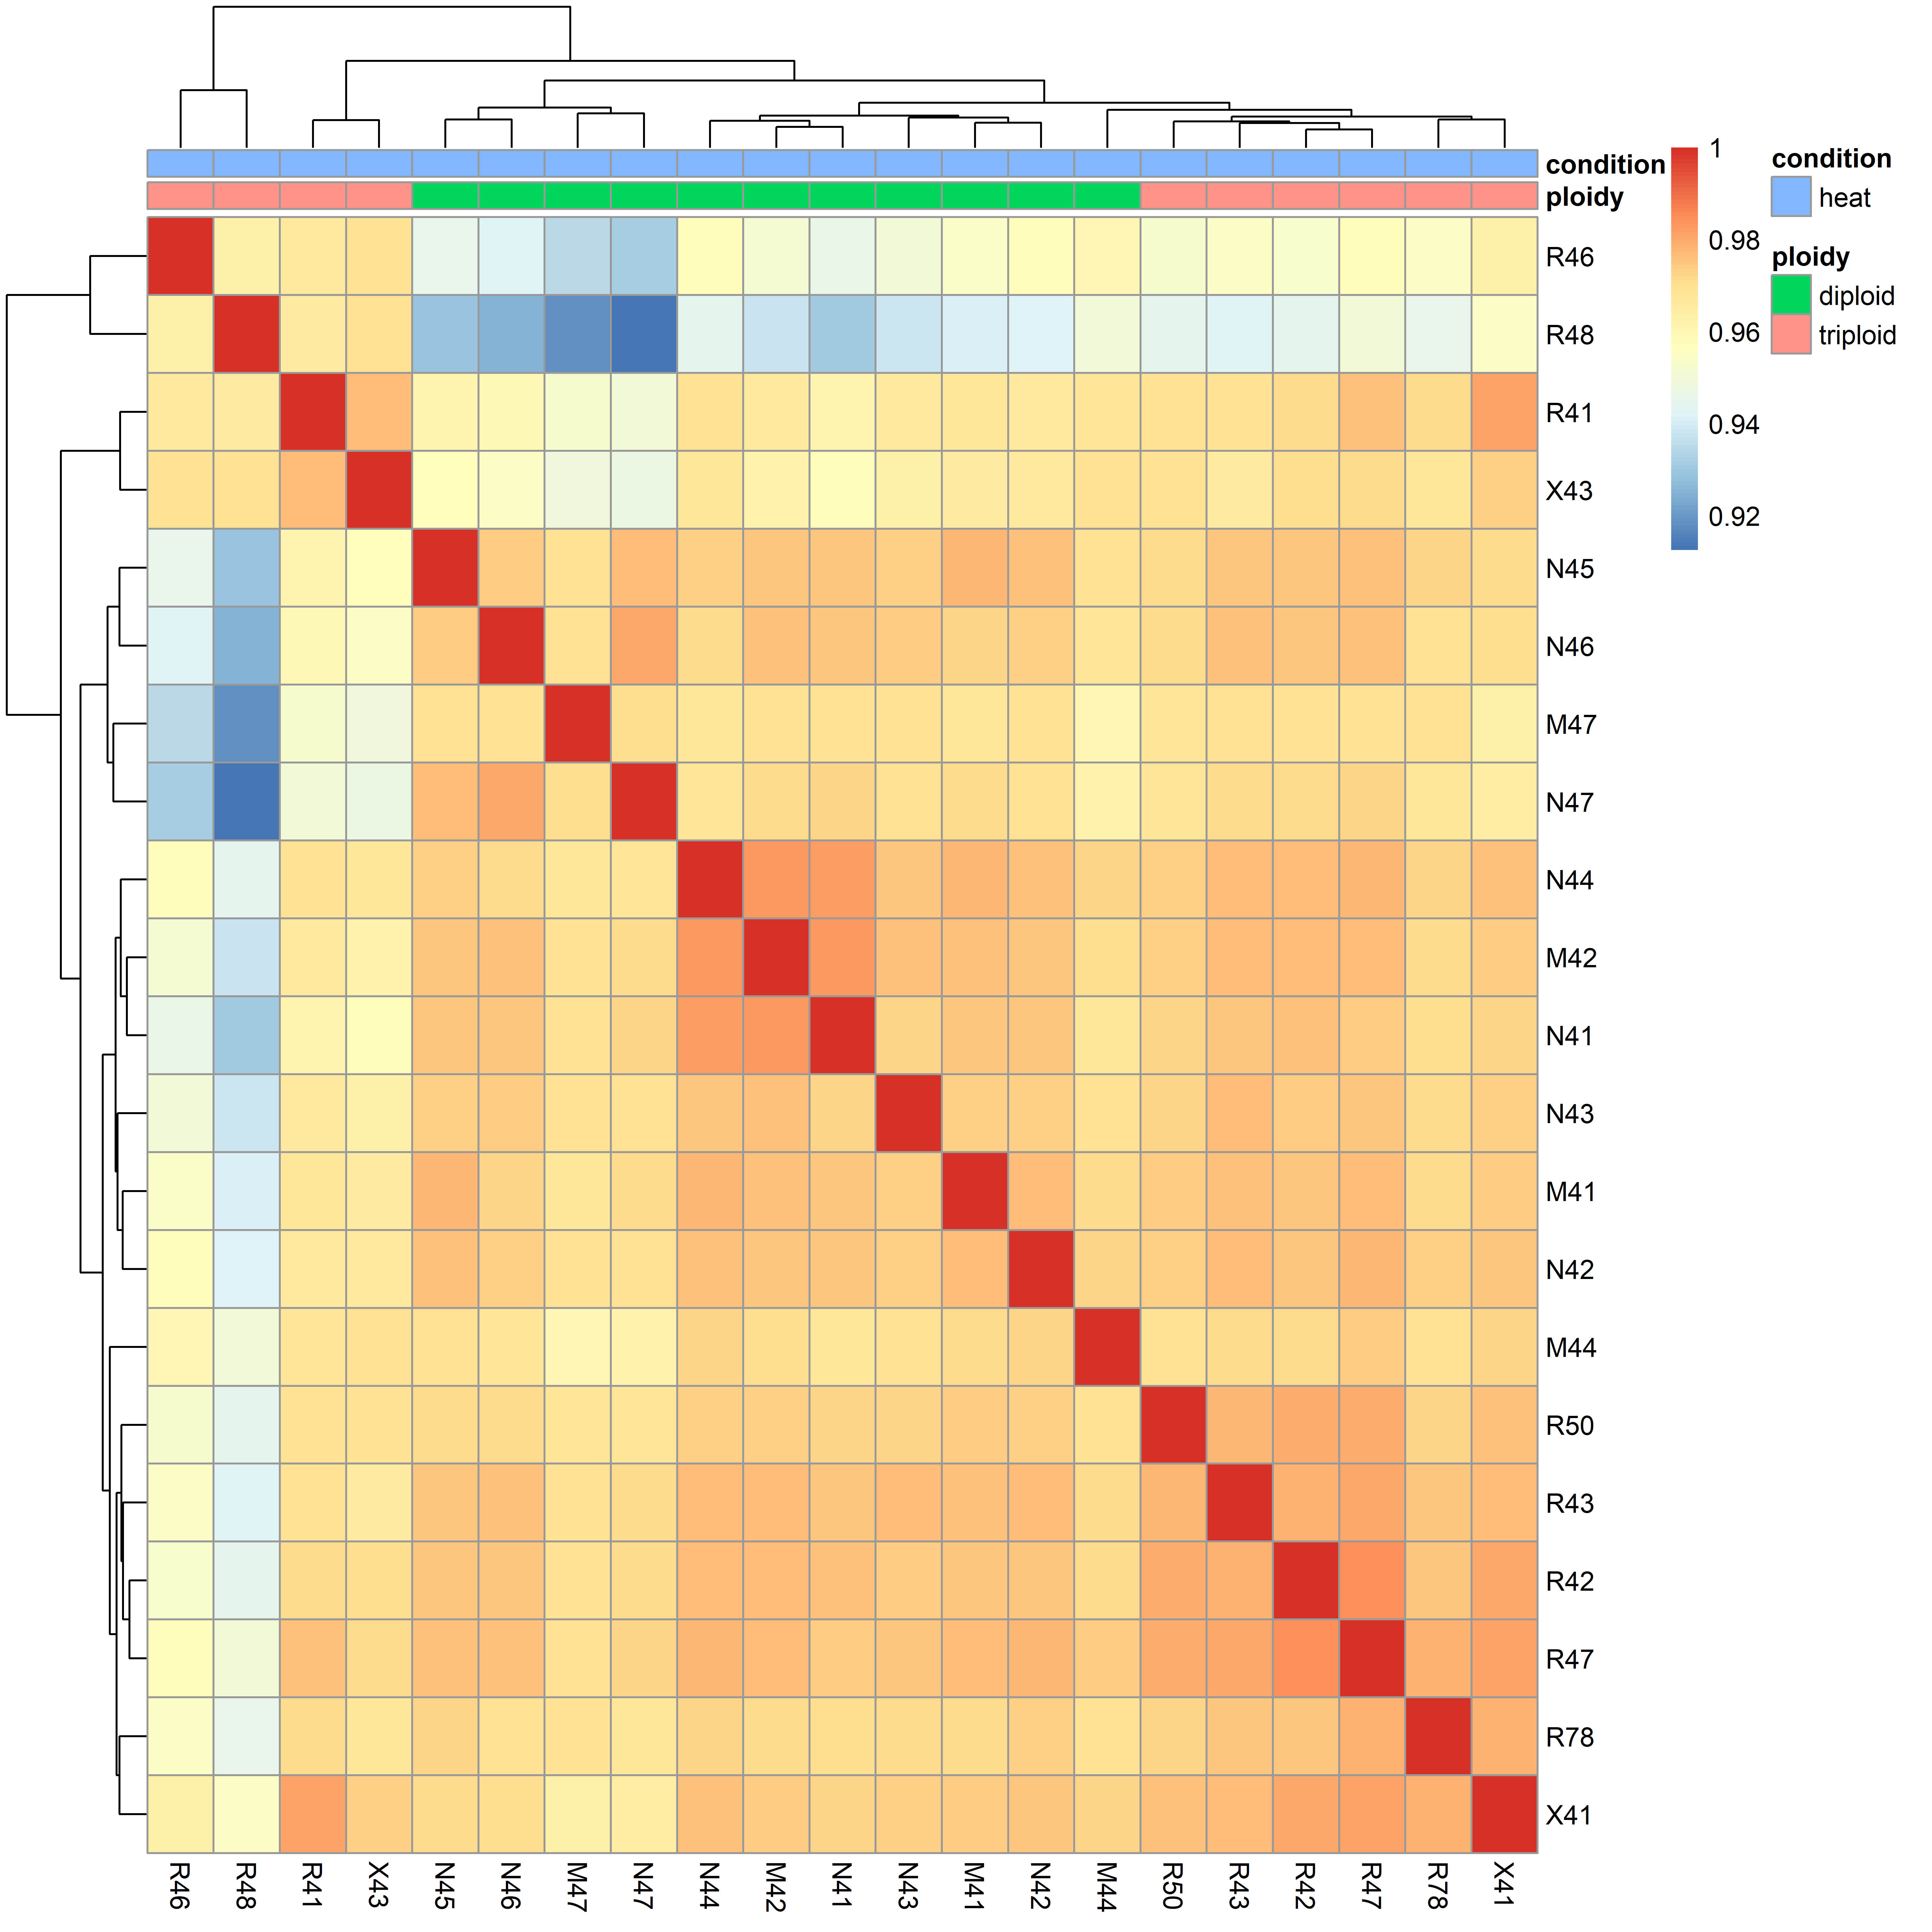 condition
ploidy
R46
R48
R41
X43
N45
N46
M47
N47
N44
M42
N41
N43
M41
N42
M44
R50
R43
R42
R47
R78
X41
R46 R48 R41 X43 N45 N46 M47 N47 N44 M42 N41 N43 M41 N42 M44 R50 R43 R42 R47 R78 X41
1
0.98
0.96
0.94
0.92
condition
heat
ploidy
diploid
triploid